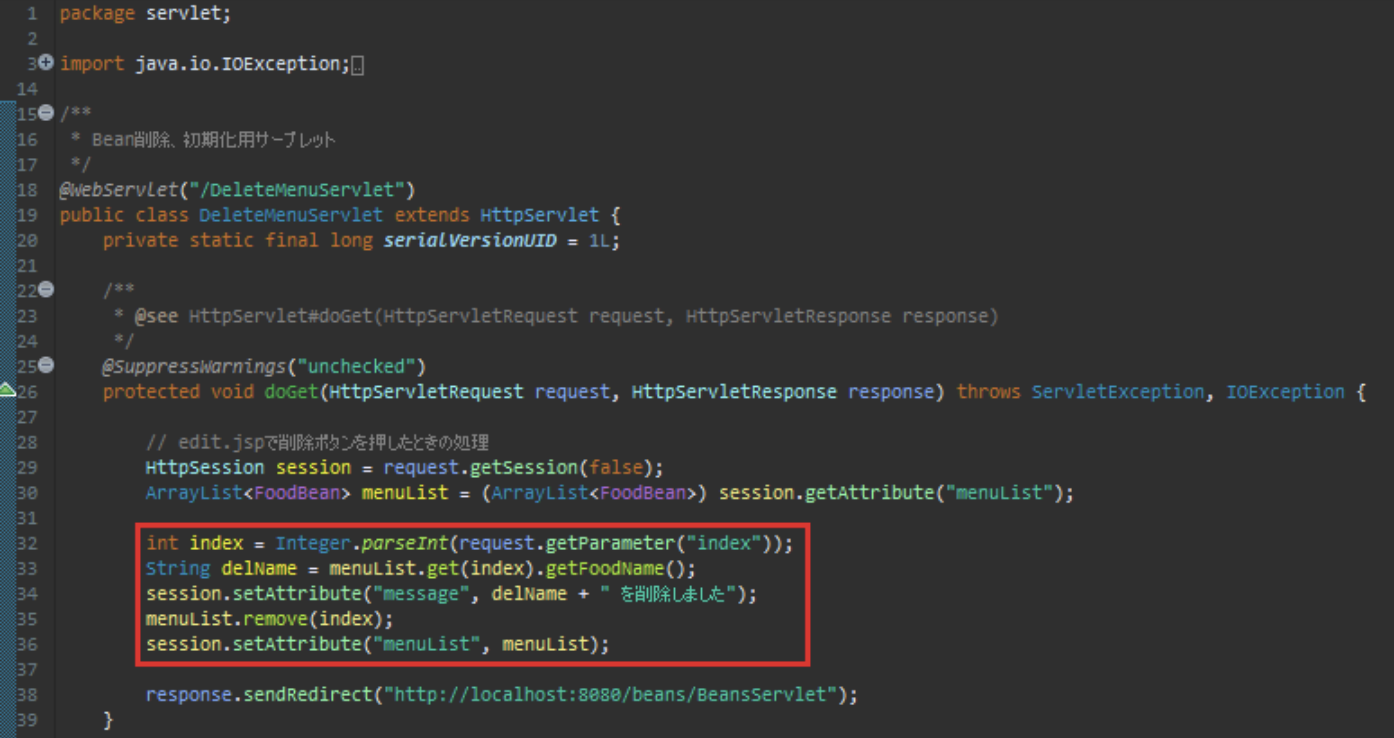 1 package servlet;
2
3 import java.io.IOException;
14
15 /**
16 * Bean削除、初期化用サーブレット
17 */
18 @WebServlet("/DeleteMenuServlet")
19 public class DeleteMenuServlet extends HttpServlet {
20 private static final long serialVersionUID = 1L;
21
22 /**
23 * @see HttpServlet#doGet(HttpServletRequest request, HttpServletResponse response)
24 */
25 @SuppressWarnings("unchecked")
26 protected void doGet(HttpServletRequest request, HttpServletResponse response) throws ServletException, IOException {
27
28 // edit.jspで削除ボタンを押したときの処理
29 HttpSession session = request.getSession(false);
30 ArrayList<FoodBean> menuList = (ArrayList<FoodBean>) session.getAttribute("menuList");
31
32 int index = Integer.parseInt(request.getParameter("index"));
33 String delName = menuList.get(index).getFoodName();
34 session.setAttribute("message", delName + " を削除しました");
35 menuList.remove(index);
36 session.setAttribute("menuList", menuList);
37
38 response.sendRedirect("http://localhost:8080/beans/BeansServlet");
39 }